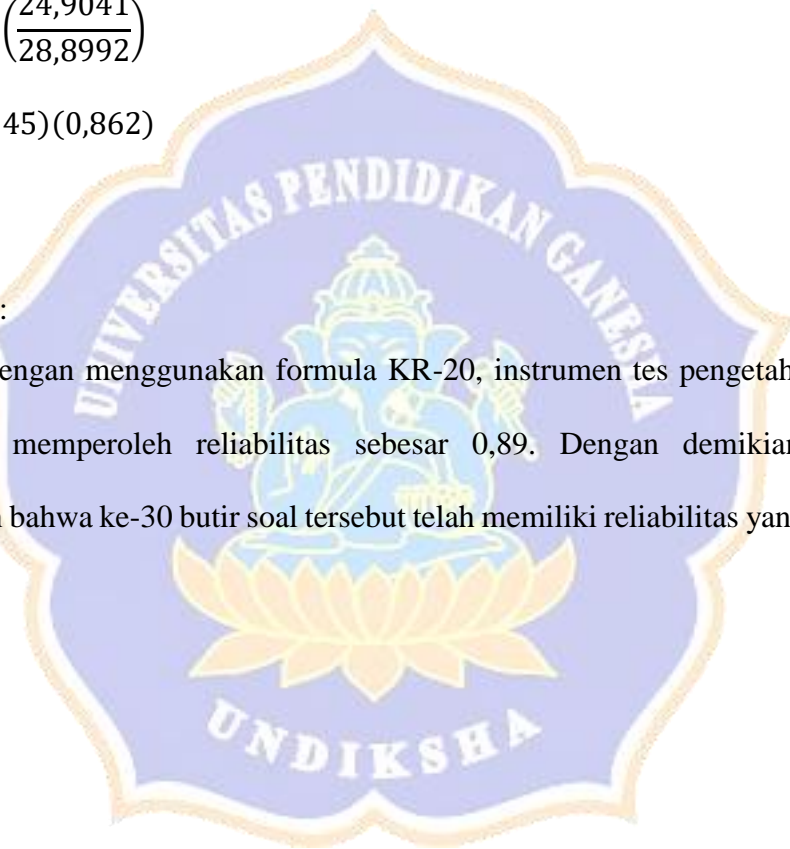 (24,9041
28,8992)
45)(0,862)
UNIVERSITAS PENDIDIKAN GANESHA
:
engan menggunakan formula KR-20, instrumen tes pengetah
memperoleh reliabilitas sebesar 0,89. Dengan demikian
bahwa ke-30 butir soal tersebut telah memiliki reliabilitas yan
UNDIKSHA